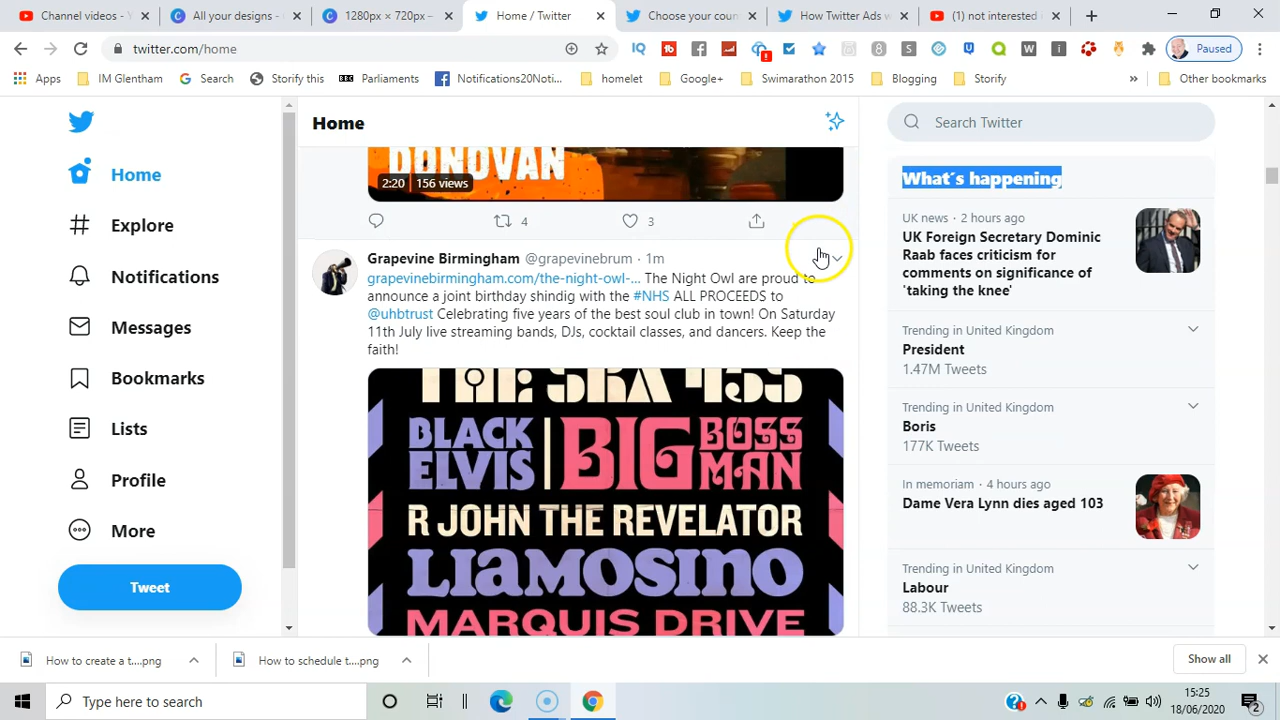 Channel videos - Y
All your designs -
1280px × 720px -
Home / Twitter
Choose your coun
How Twitter Ads w
(1) not interested i
twitter.com/home
Paused
Apps
IM Glentham
Search
Storify this
Parliaments
Notifications20Noti...
homelet
Google+
Swimarathon 2015
Blogging
Storify
»
Other bookmarks
Home
Explore
Notifications
Messages
Bookmarks
Lists
Profile
More
Tweet
Home
DONOVAN
2:20 156 views
4
3
Grapevine Birmingham @grapevinebrum · 1m
grapevinebirmingham.com/the-night-owl-... The Night Owl are proud to
announce a joint birthday shindig with the #NHS ALL PROCEEDS to
@uhbtrust Celebrating five years of the best soul club in town! On Saturday
11th July live streaming bands, DJs, cocktail classes, and dancers. Keep the
faith!
THE SKA 45S
BLACK ELVIS | BIG BOSS MAN
R JOHN THE REVELATOR
LIAMOSINO
MARQUIS DRIVE
Search Twitter
What's happening
UK news · 2 hours ago
UK Foreign Secretary Dominic
Raab faces criticism for
comments on significance of
'taking the knee'
Trending in United Kingdom
President
1.47M Tweets
Trending in United Kingdom
Boris
177K Tweets
In memoriam · 4 hours ago
Dame Vera Lynn dies aged 103
Trending in United Kingdom
Labour
88.3K Tweets
How to create a t....png
How to schedule t....png
Show all
Type here to search
15:25
18/06/2020
2